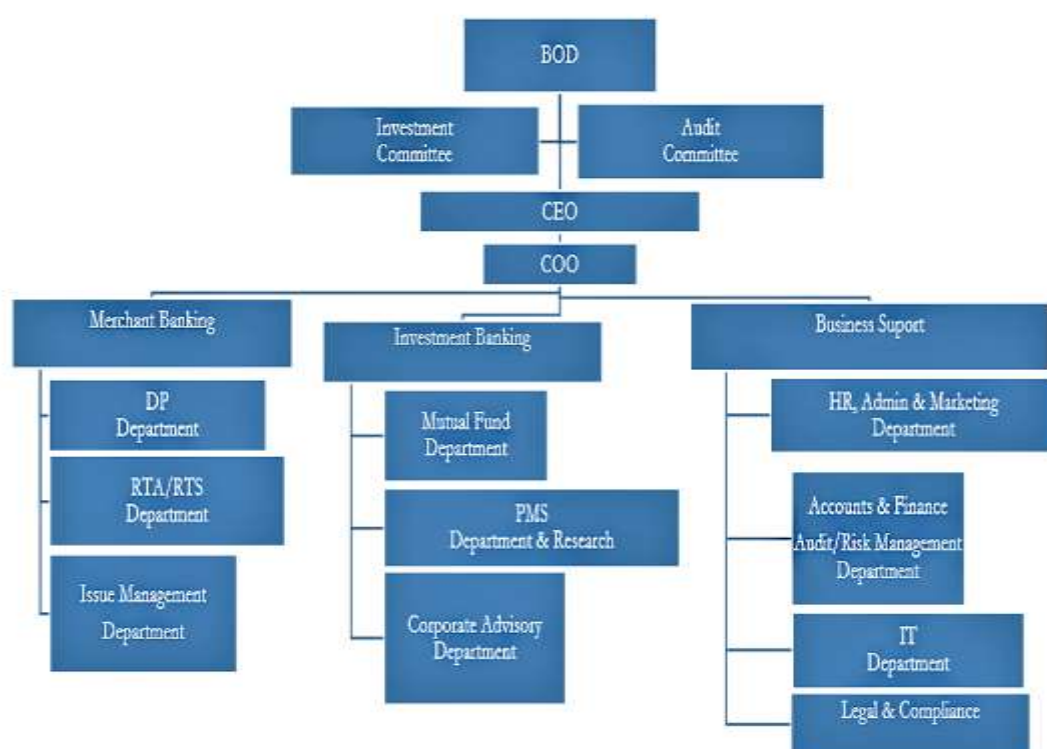 BOD
Investment
Committee
Audit
Committee
CEO
COO
Merchant Banking
DP
Department
RTA/RTS
Department
Issue Management
Department
Investment Banking
Mutual Fund
Department
PMS
Department & Research
Corporate Advisory
Department
Business Suport
HR, Admin & Marketing
Department
Accounts & Finance
Audit/Risk Management
Department
IT
Department
Legal & Compliance